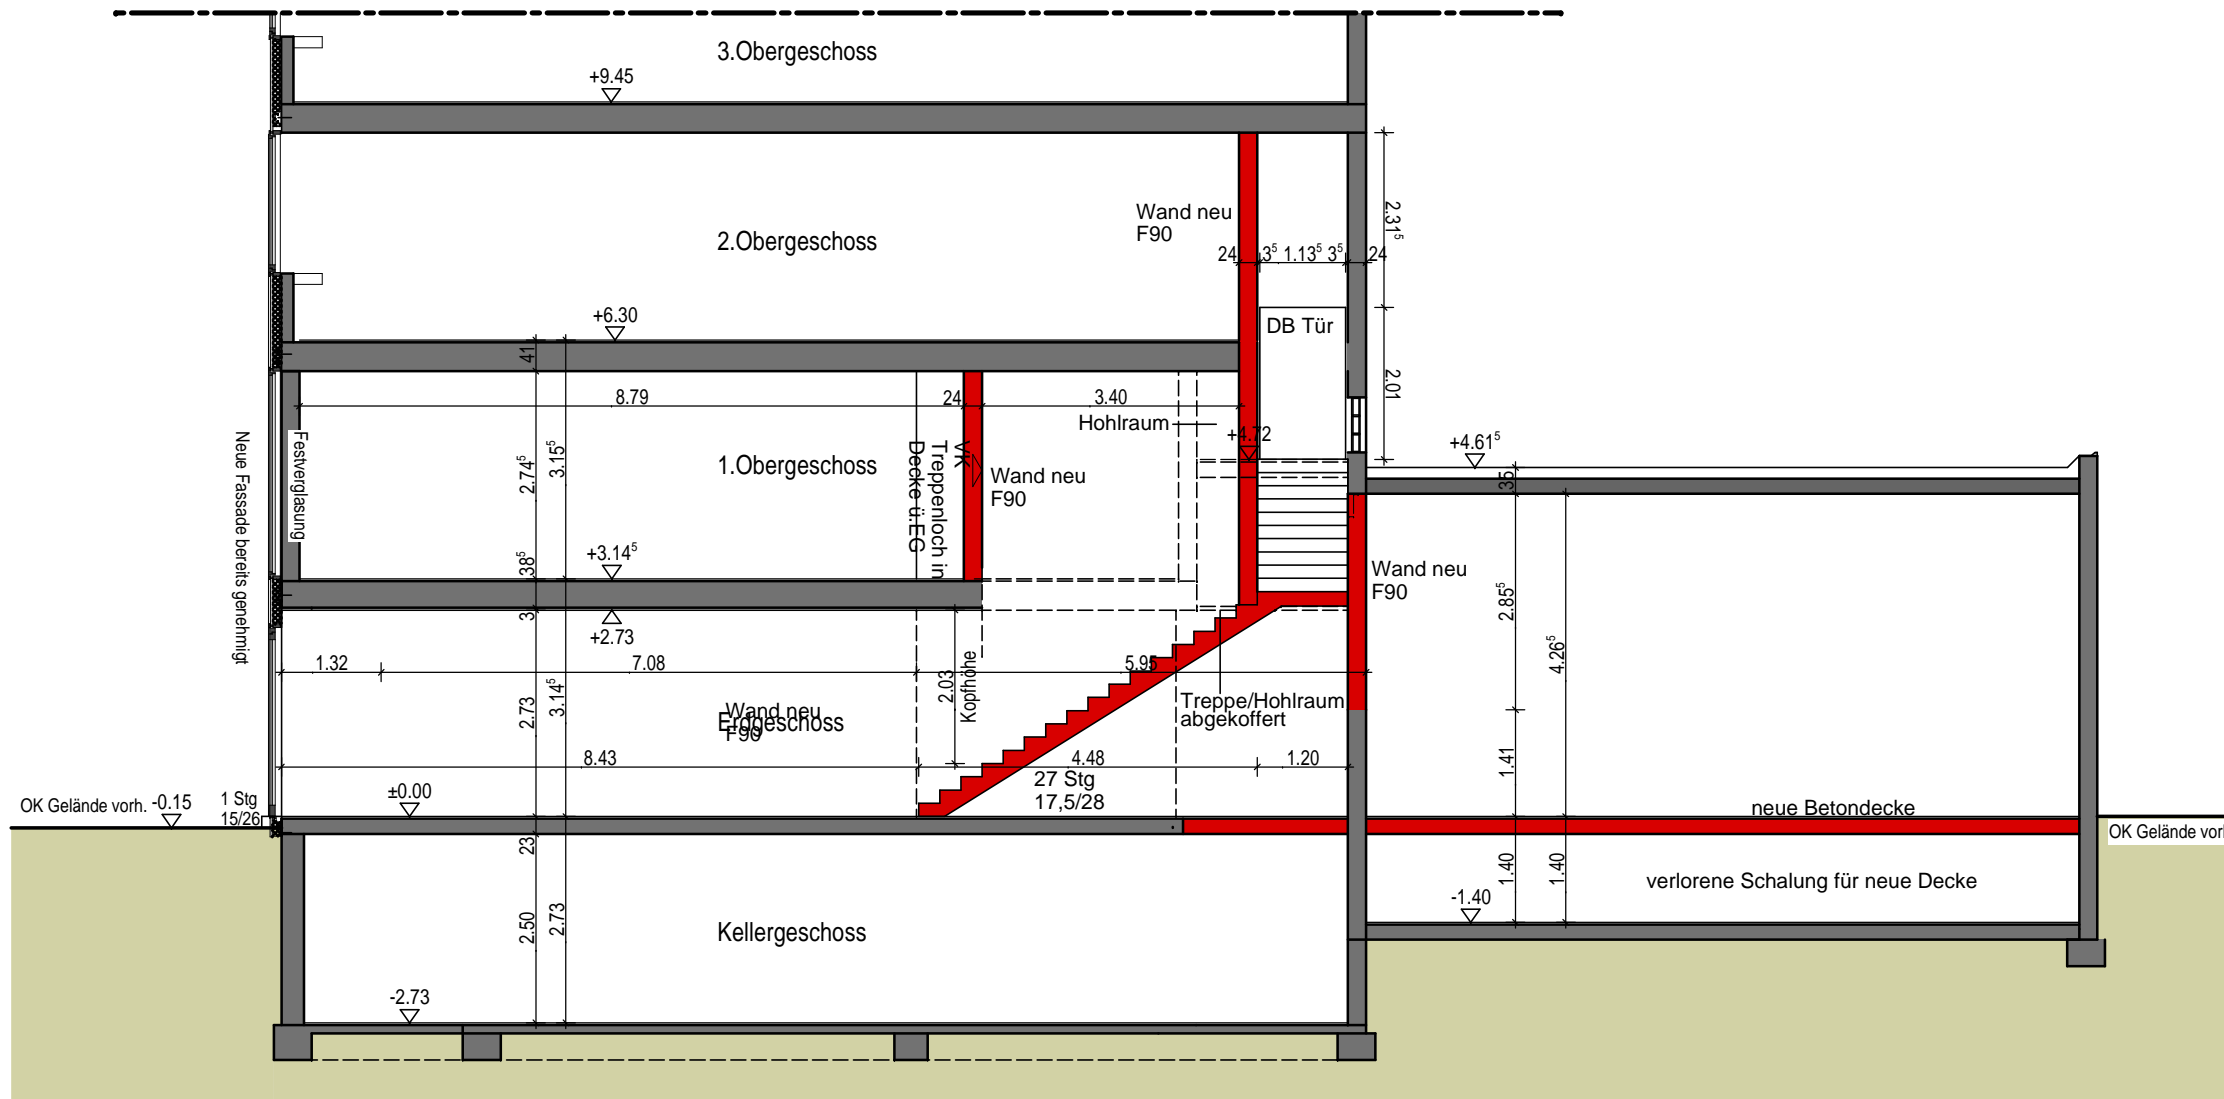 3.Obergeschoss
+9.45
Wand neu
F90
2.31⁵
2.Obergeschoss
24 3⁵ 1.13⁵ 3⁵ 24
+6.30
DB Tür
41
2.01
8.79
24
3.40
Hohlraum
+4.72
+4.61⁵
Neue Fassade bereits genehmigt
Festverglasung
2.74⁵
3.15⁵
1.Obergeschoss
VK
Treppenloch in
Decke ü.EG
Wand neu
F90
35
+3.14⁵
38⁵
Wand neu
F90
2.85⁵
4.26⁵
3
+2.73
1.32
7.08
5.95
2.03
Kopfhöhe
2.73
3.14⁵
Wand neu
F90
Erdgeschoss
Treppe/Hohlraum
abgekoffert
8.43
4.48
1.20
1.41
27 Stg
17,5/28
OK Gelände vorh. -0.15
1 Stg
15/26
±0.00
neue Betondecke
OK Gelände vorh
23
1.40
1.40
verlorene Schalung für neue Decke
-1.40
2.50
2.73
Kellergeschoss
-2.73